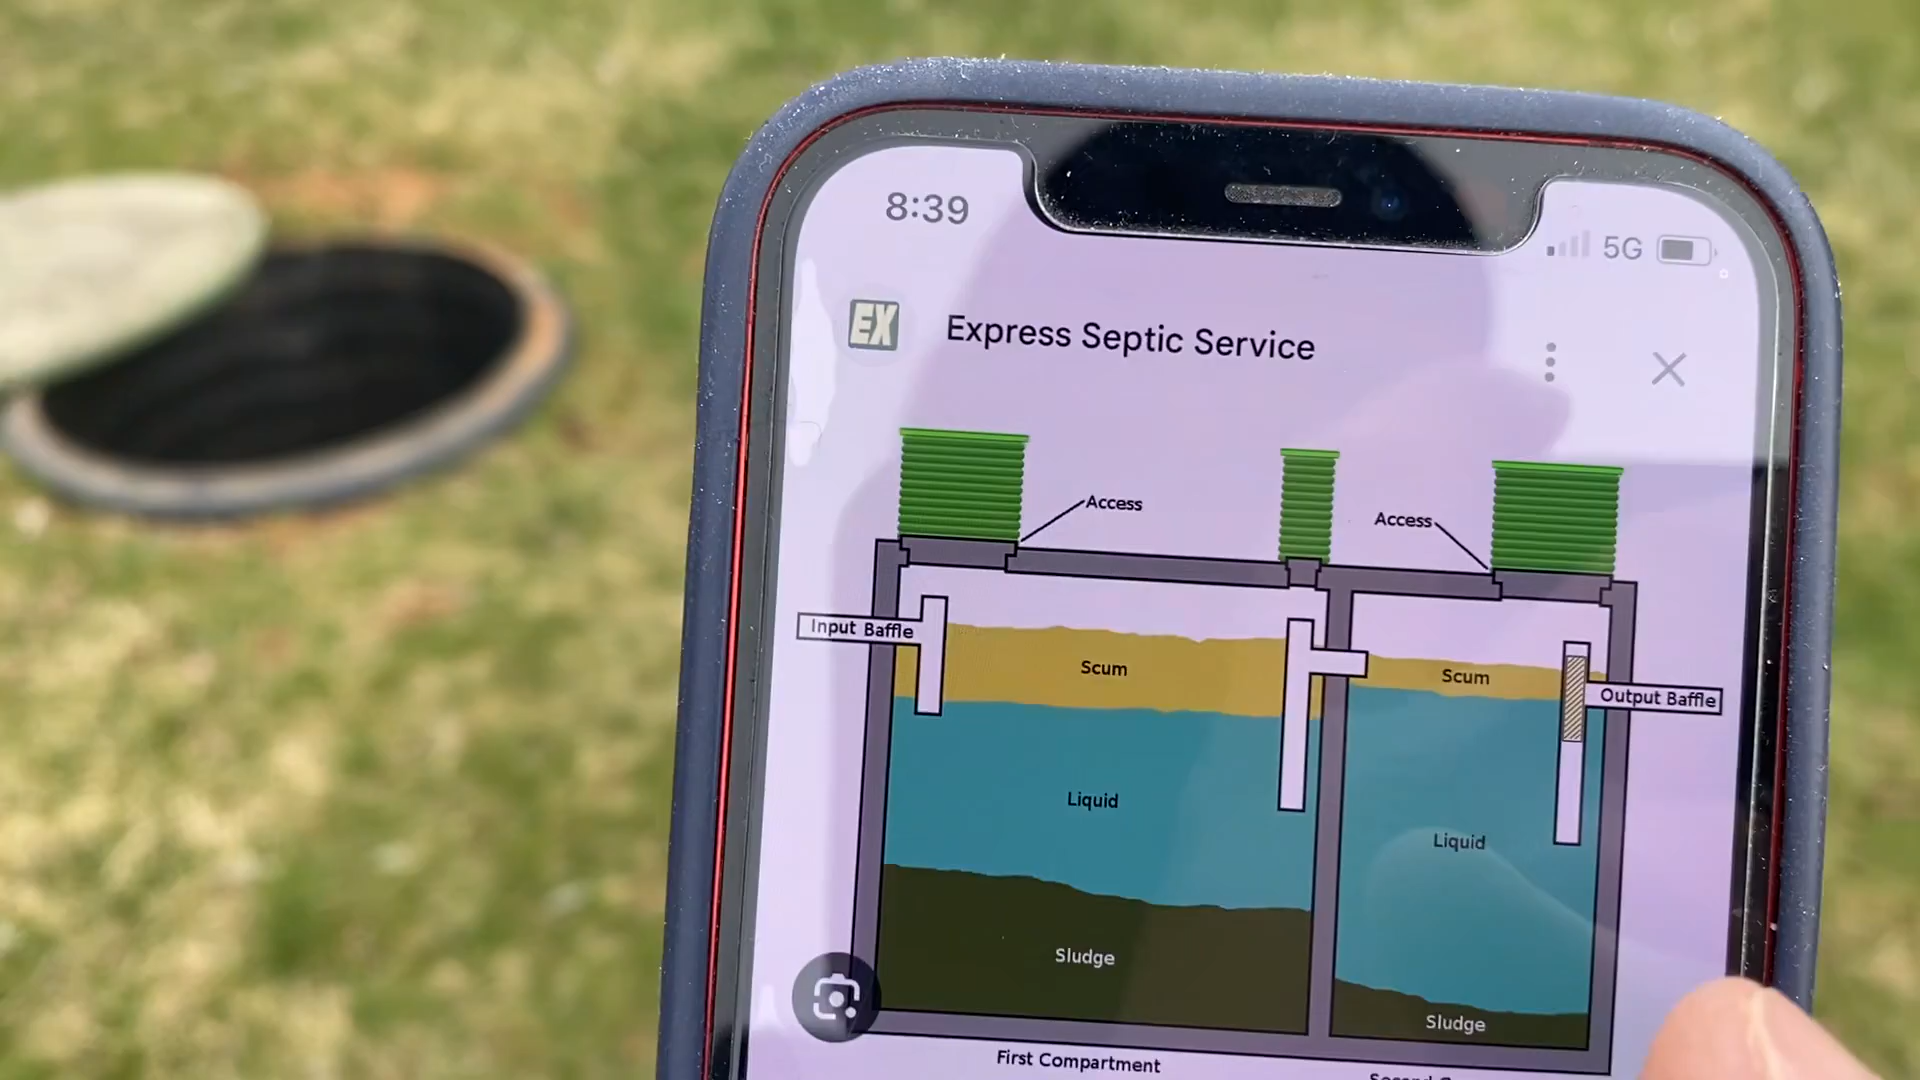 8:39
5G
EX
Express Septic Service
Access
Access
Input Baffle
Scum
Scum
Output Baffle
Liquid
Liquid
Sludge
Sludge
First Compartment